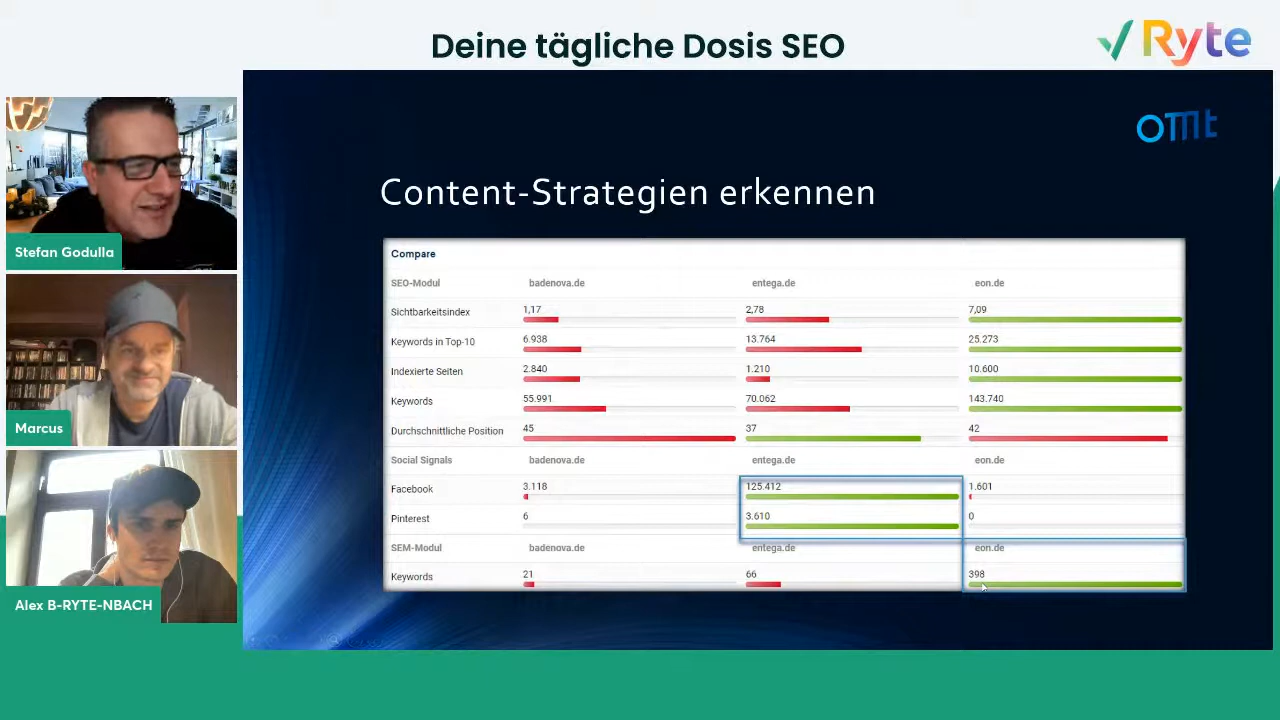 Deine tägliche Dosis SEO
Ryte
OMT
Content-Strategien erkennen
Compare
SEO-Modul badenova.de entega.de eon.de
Sichtbarkeitsindex 1,17 2,78 7,09
Keywords in Top-10 6.938 13.764 25.273
Indexierte Seiten 2.840 1.210 10.600
Keywords 55.991 70.062 143.740
Durchschnittliche Position 45 37 42
Social Signals badenova.de entega.de eon.de
Facebook 3.118 125.412 1.601
Pinterest 6 3.610 0
SEM-Modul badenova.de entega.de eon.de
Keywords 21 66 398
Stefan Godulla
Marcus
Alex B-RYTE-NBACH